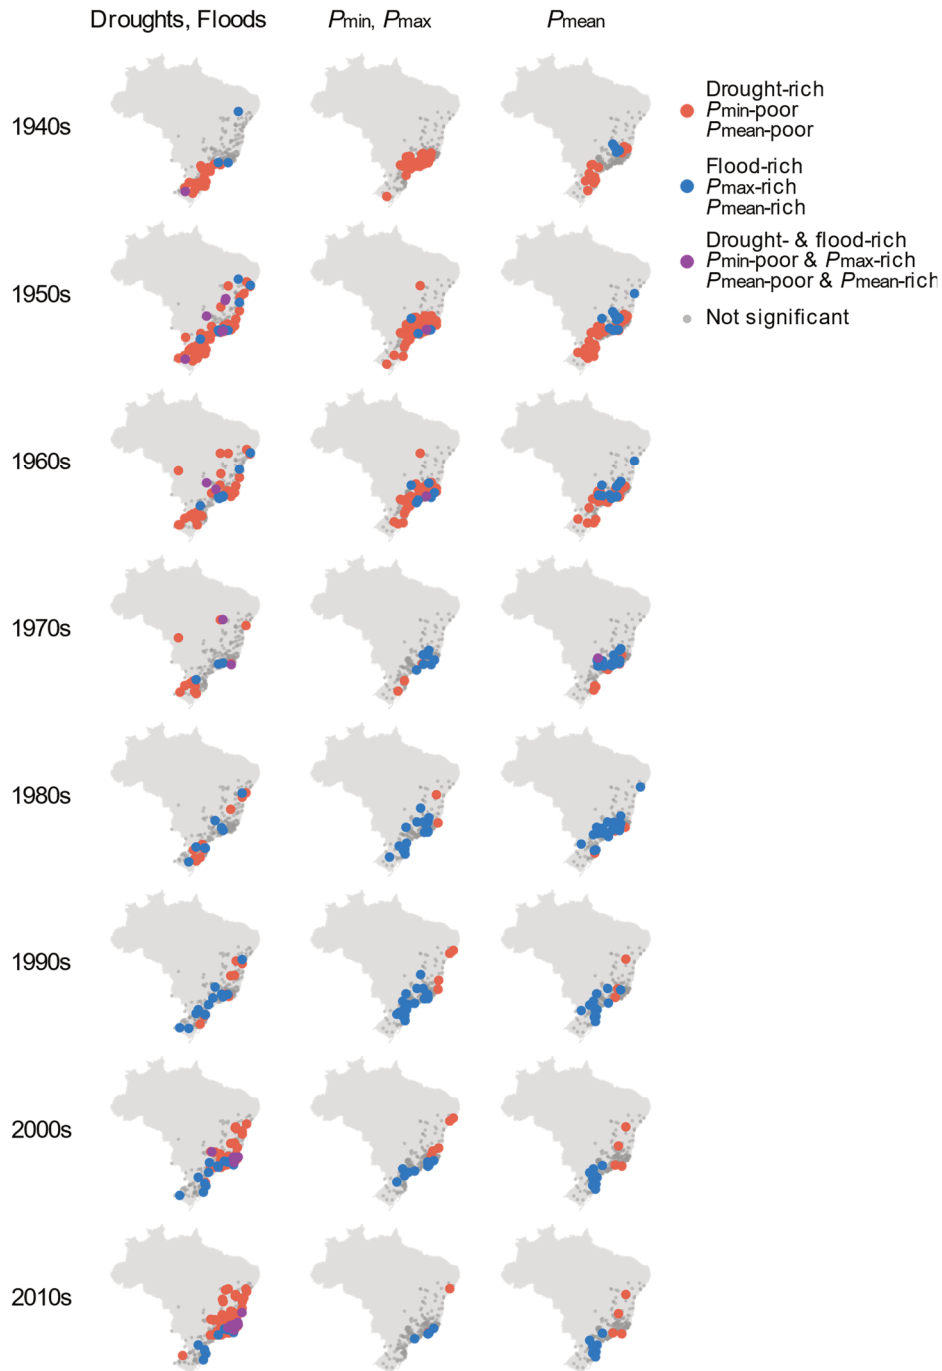 Droughts, Floods
Pmin, Pmax
Pmean
1940s
Drought-rich
Pmin-poor
Pmean-poor
Flood-rich
Pmax-rich
Pmean-rich
Drought- & flood-rich
Pmin-poor & Pmax-rich
Pmean-poor & Pmean-rich
Not significant
1950s
1960s
1970s
1980s
1990s
2000s
2010s